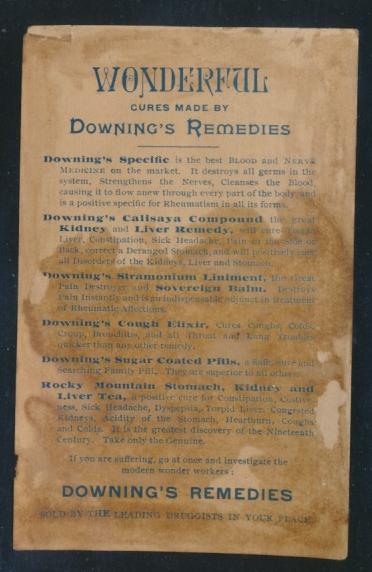 WONDERFUL
CURES MADE BY
DOWNING'S REMEDIES
Downing's Specific is the best BLOOD and NERVE
MEDICINE on the market. It destroys all germs in the
system, Strengthens the Nerves, Cleanses the Blood,
causing it to flow anew through every part of the body and
is a positive specific for Rheumatism in all its forms.
Downing's Calisaya Compound the great
Kidney and Liver Remedy, will cure Torpid
Liver, Constipation, Sick Headache, Pain in the Side or
Back, correct a Deranged Stomach, and will positively cure
all Disorders of the Kidneys, Liver and Stomach.
Downing's Stramonium Liniment, the Great
Pain Destroyer and Sovereign Balm. Destroys
Pain Instantly and is an indispensable adjunct in treatment
of Rheumatic Affections.
Downing's Cough Elixir, Cures Coughs, Colds,
Croup, Bronchitis, and all Throat and Lung Troubles
quicker than any other remedy.
Downing's Sugar Coated Pills, a safe, sure and
Searching Family Pill. They are superior to all others.
Rocky Mountain Stomach, Kidney and
Liver Tea, a positive cure for Constipation, Costive-
ness, Sick Headache, Dyspepsia, Torpid Liver, Congested
Kidneys, Acidity of the Stomach, Heartburn, Coughs
and Colds. It is the greatest discovery of the Nineteenth
Century. Take only the Genuine.
If you are suffering, go at once and investigate the
modern wonder workers:
DOWNING'S REMEDIES
SOLD BY THE LEADING DRUGGISTS IN YOUR PLACE.